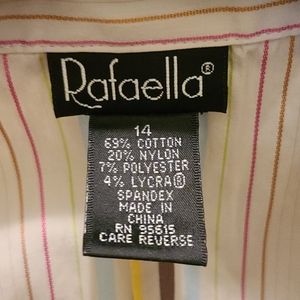 Rafaella®
14
69% COTTON
20% NYLON
7% POLYESTER
4% LYCRA®
SPANDEX
MADE IN
CHINA
RN 95615
CARE REVERSE